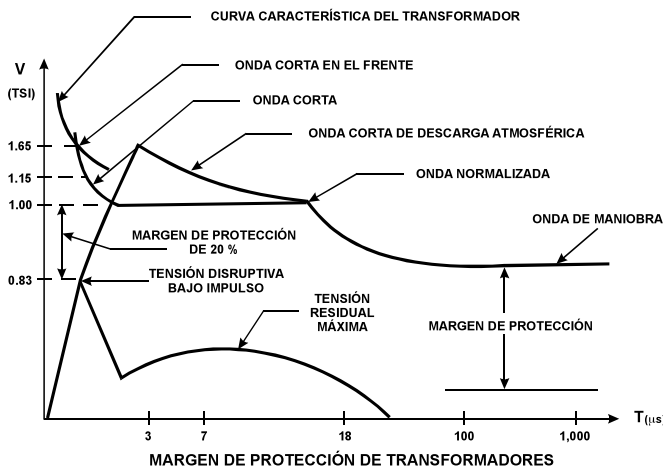 CURVA CARACTERÍSTICA DEL TRANSFORMADOR
V
(TSI)
ONDA CORTA EN EL FRENTE
ONDA CORTA
1.65
ONDA CORTA DE DESCARGA ATMOSFÉRICA
1.15
ONDA NORMALIZADA
1.00
ONDA DE MANIOBRA
MARGEN DE PROTECCIÓN
DE 20 %
0.83
TENSIÓN DISRUPTIVA
BAJO IMPULSO
TENSIÓN
RESIDUAL
MÁXIMA
MARGEN DE PROTECCIÓN
T(μs)
3
7
18
100
1,000
MARGEN DE PROTECCIÓN DE TRANSFORMADORES